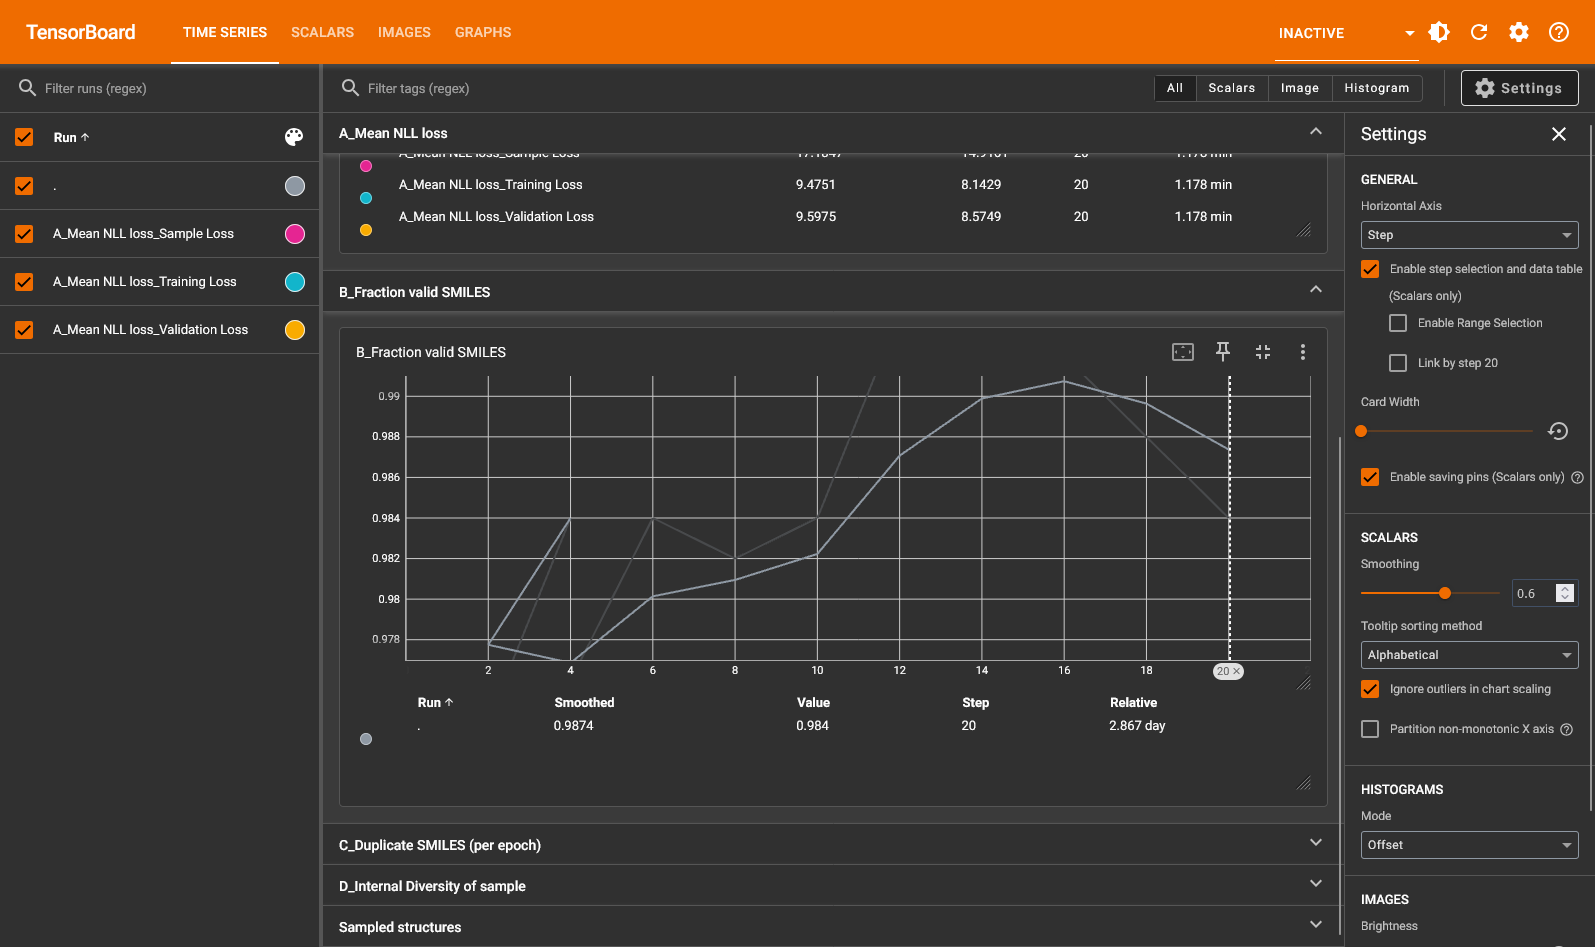 TensorBoard TIME SERIES SCALARS IMAGES GRAPHS INACTIVE
Filter runs (regex)
Run
.
A_Mean NLL loss_Sample Loss
A_Mean NLL loss_Training Loss
A_Mean NLL loss_Validation Loss
Filter tags (regex) All Scalars Image Histogram Settings
A_Mean NLL loss
A_Mean NLL loss_Sample Loss 20 1.178 min
A_Mean NLL loss_Training Loss 9.4751 8.1429 20 1.178 min
A_Mean NLL loss_Validation Loss 9.5975 8.5749 20 1.178 min
B_Fraction valid SMILES
B_Fraction valid SMILES
0.99
0.988
0.986
0.984
0.982
0.98
0.978
2 4 6 8 10 12 14 16 18 20
Run Smoothed Value Step Relative
. 0.9874 0.984 20 2.867 day
C_Duplicate SMILES (per epoch)
D_Internal Diversity of sample
Sampled structures
Settings
GENERAL
Horizontal Axis
Step
Enable step selection and data table
(Scalars only)
Enable Range Selection
Link by step 20
Card Width
Enable saving pins (Scalars only)
SCALARS
Smoothing
0.6
Tooltip sorting method
Alphabetical
Ignore outliers in chart scaling
Partition non-monotonic X axis
HISTOGRAMS
Mode
Offset
IMAGES
Brightness